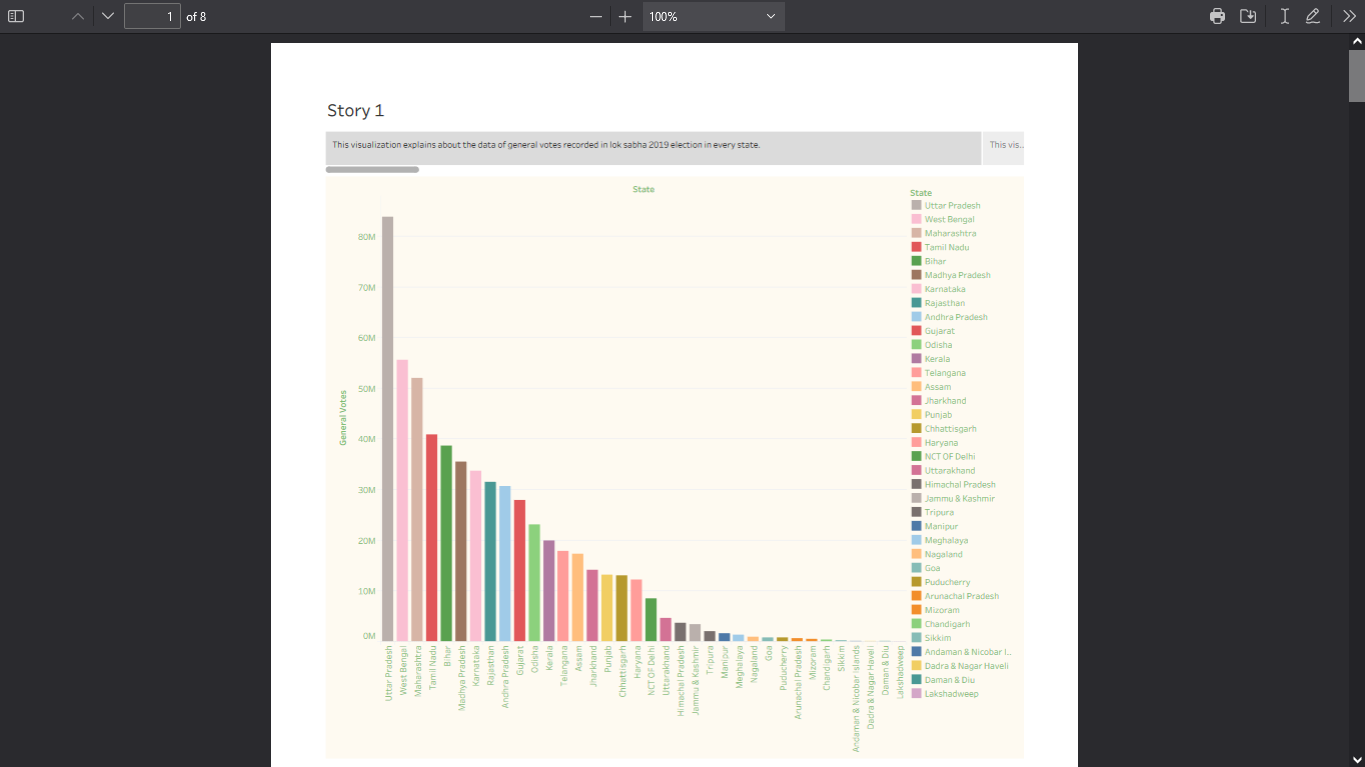 1 of 8
100%
Story 1
This visualization explains about the data of general votes recorded in lok sabha 2019 election in every state.
This vis..
State
80M
70M
60M
50M
40M
30M
20M
10M
0M
General Votes
Uttar Pradesh
West Bengal
Maharashtra
Tamil Nadu
Bihar
Madhya Pradesh
Karnataka
Rajasthan
Andhra Pradesh
Gujarat
Odisha
Kerala
Telangana
Assam
Jharkhand
Punjab
Chhattisgarh
Haryana
NCT OF Delhi
Uttarakhand
Himachal Pradesh
Jammu & Kashmir
Tripura
Manipur
Meghalaya
Nagaland
Goa
Puducherry
Arunachal Pradesh
Mizoram
Chandigarh
Sikkim
Andaman & Nicobar Islands
Dadra & Nagar Haveli
Daman & Diu
Lakshadweep
State
Uttar Pradesh
West Bengal
Maharashtra
Tamil Nadu
Bihar
Madhya Pradesh
Karnataka
Rajasthan
Andhra Pradesh
Gujarat
Odisha
Kerala
Telangana
Assam
Jharkhand
Punjab
Chhattisgarh
Haryana
NCT OF Delhi
Uttarakhand
Himachal Pradesh
Jammu & Kashmir
Tripura
Manipur
Meghalaya
Nagaland
Goa
Puducherry
Arunachal Pradesh
Mizoram
Chandigarh
Sikkim
Andaman & Nicobar i...
Dadra & Nagar Haveli
Daman & Diu
Lakshadweep